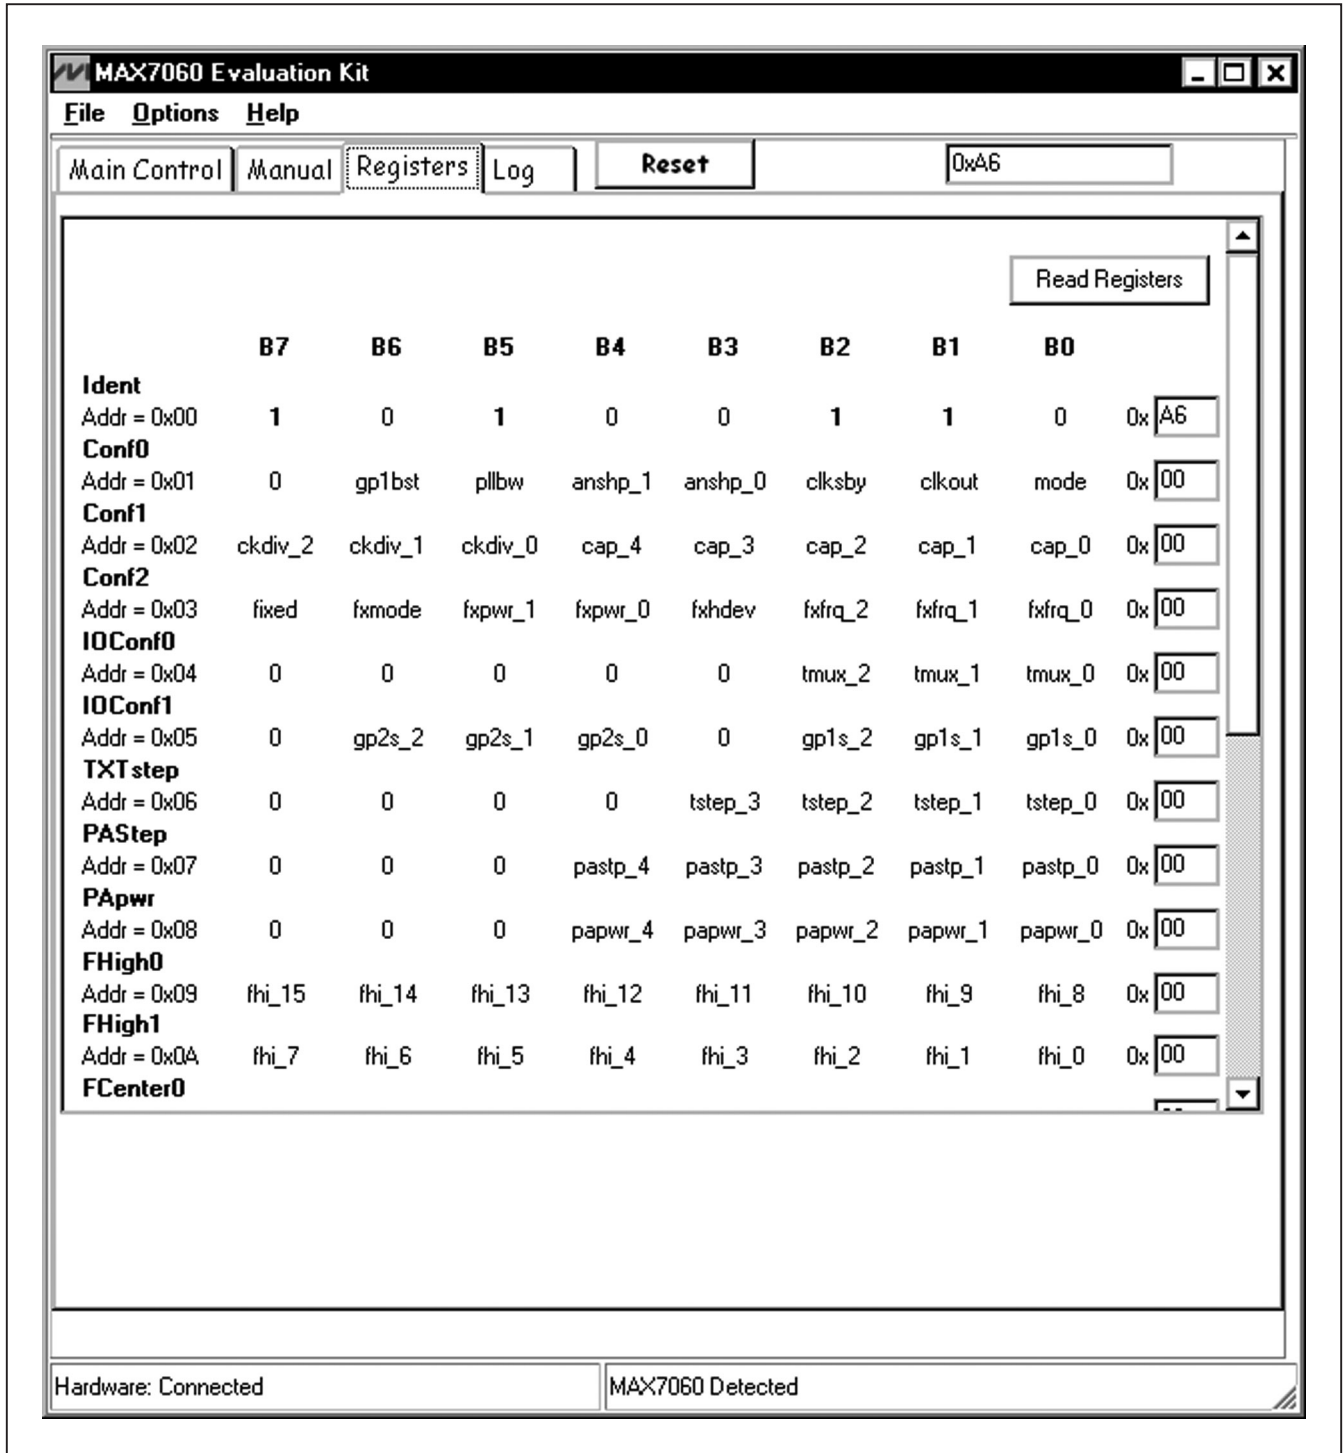 MAX7060 Evaluation Kit
File Options Help
Main Control Manual Registers Log Reset 0xA6
Read Registers
B7 B6 B5 B4 B3 B2 B1 B0
Ident
Addr = 0x00 1 0 1 0 0 1 1 0 0x A6
Conf0
Addr = 0x01 0 gp1bst pllbw anshp_1 anshp_0 clksby clkout mode 0x 00
Conf1
Addr = 0x02 ckdiv_2 ckdiv_1 ckdiv_0 cap_4 cap_3 cap_2 cap_1 cap_0 0x 00
Conf2
Addr = 0x03 fixed fxmode fxpwr_1 fxpwr_0 fxhdev fxfrq_2 fxfrq_1 fxfrq_0 0x 00
IOConf0
Addr = 0x04 0 0 0 0 0 tmux_2 tmux_1 tmux_0 0x 00
IOConf1
Addr = 0x05 0 gp2s_2 gp2s_1 gp2s_0 0 gp1s_2 gp1s_1 gp1s_0 0x 00
TXTstep
Addr = 0x06 0 0 0 0 tstep_3 tstep_2 tstep_1 tstep_0 0x 00
PAStep
Addr = 0x07 0 0 0 pastp_4 pastp_3 pastp_2 pastp_1 pastp_0 0x 00
PApwr
Addr = 0x08 0 0 0 papwr_4 papwr_3 papwr_2 papwr_1 papwr_0 0x 00
FHigh0
Addr = 0x09 fhi_15 fhi_14 fhi_13 fhi_12 fhi_11 fhi_10 fhi_9 fhi_8 0x 00
FHigh1
Addr = 0x0A fhi_7 fhi_6 fhi_5 fhi_4 fhi_3 fhi_2 fhi_1 fhi_0 0x 00
FCenter0
Hardware: Connected MAX7060 Detected